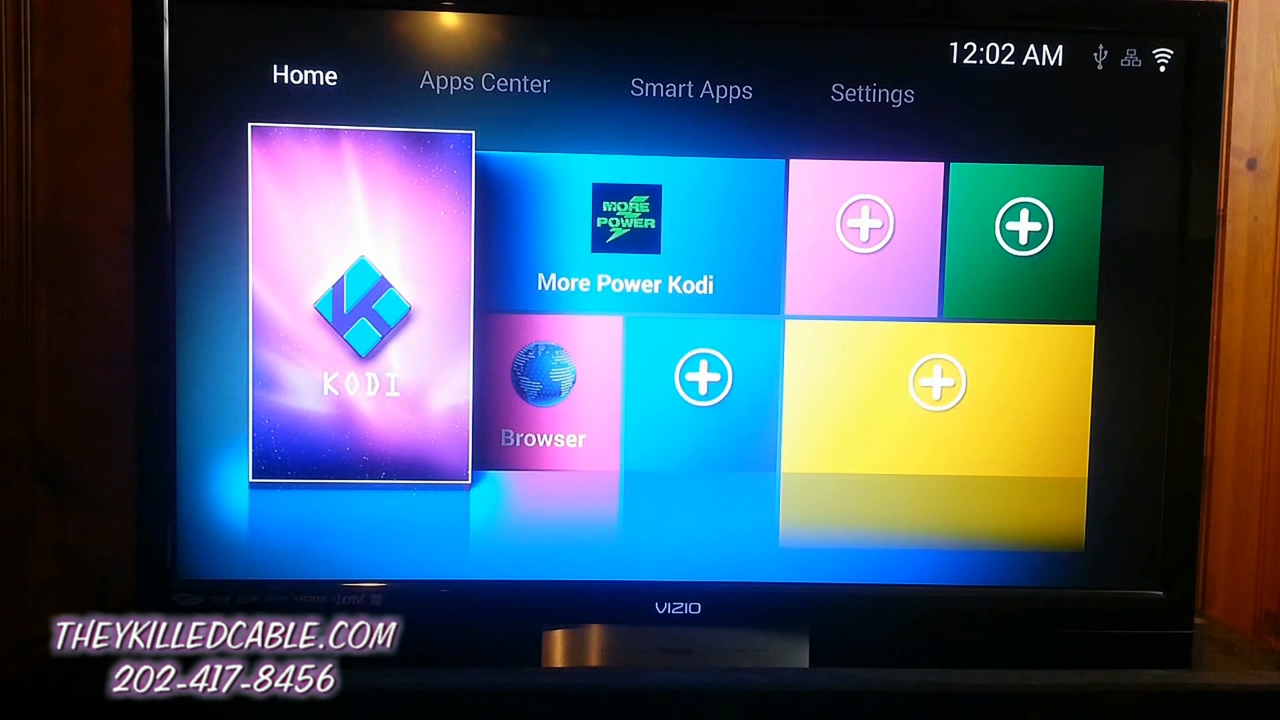 12:02 AM
Home
Apps Center
Smart Apps
Settings
MORE
POWER
More Power Kodi
KODI
Browser
HDMI
VIZIO
THEYKILLEDCABLE.COM
202-417-8456